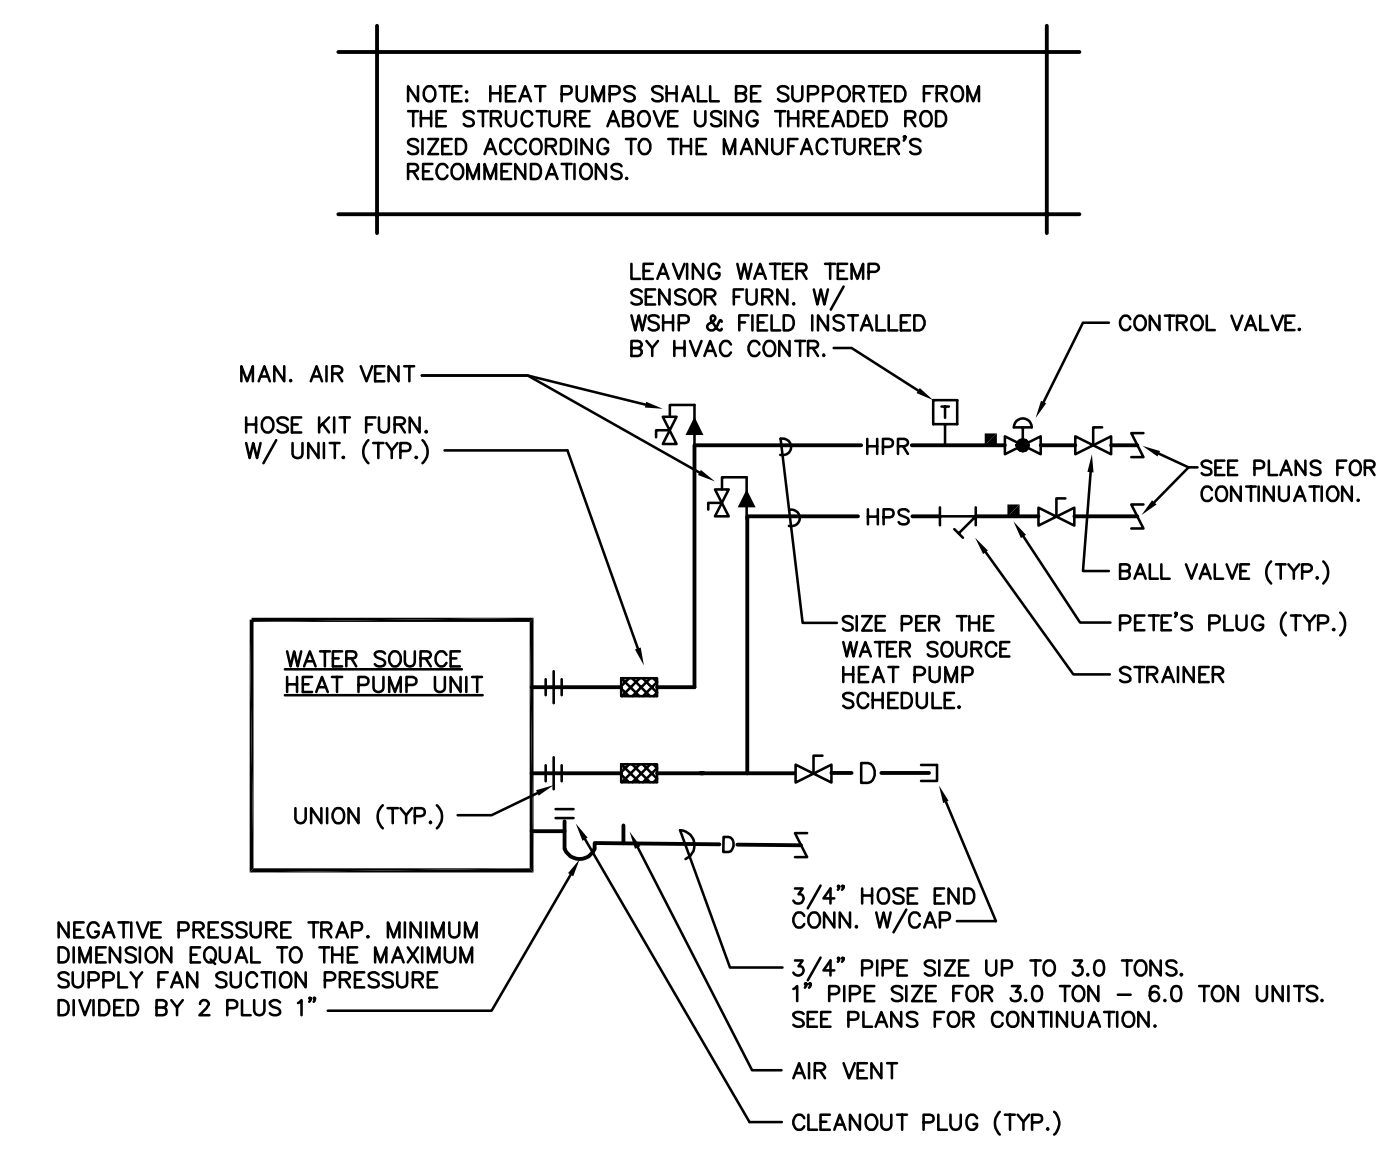 NOTE: HEAT PUMPS SHALL BE SUPPORTED FROM
THE STRUCTURE ABOVE USING THREADED ROD
SIZED ACCORDING TO THE MANUFACTURER'S
RECOMMENDATIONS.
LEAVING WATER TEMP
SENSOR FURN. W/
WSHP & FIELD INSTALLED
BY HVAC CONTR.
CONTROL VALVE.
MAN. AIR VENT
HOSE KIT FURN.
W/ UNIT. (TYP.)
T
HPR
SEE PLANS FOR
CONTINUATION.
HPS
BALL VALVE (TYP.)
PETE'S PLUG (TYP.)
STRAINER
SIZE PER THE
WATER SOURCE
HEAT PUMP
SCHEDULE.
WATER SOURCE
HEAT PUMP UNIT
D
UNION (TYP.)
D
3/4" HOSE END
CONN. W/CAP
NEGATIVE PRESSURE TRAP. MINIMUM
DIMENSION EQUAL TO THE MAXIMUM
SUPPLY FAN SUCTION PRESSURE
DIVIDED BY 2 PLUS 1"
3/4" PIPE SIZE UP TO 3.0 TONS.
1" PIPE SIZE FOR 3.0 TON – 6.0 TON UNITS.
SEE PLANS FOR CONTINUATION.
AIR VENT
CLEANOUT PLUG (TYP.)